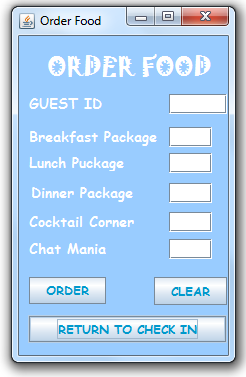 Order Food
ORDER FOOD
GUEST ID
Breakfast Package
Lunch Puckage
Dinner Package
Cocktail Corner
Chat Mania
ORDER CLEAR
RETURN TO CHECK IN